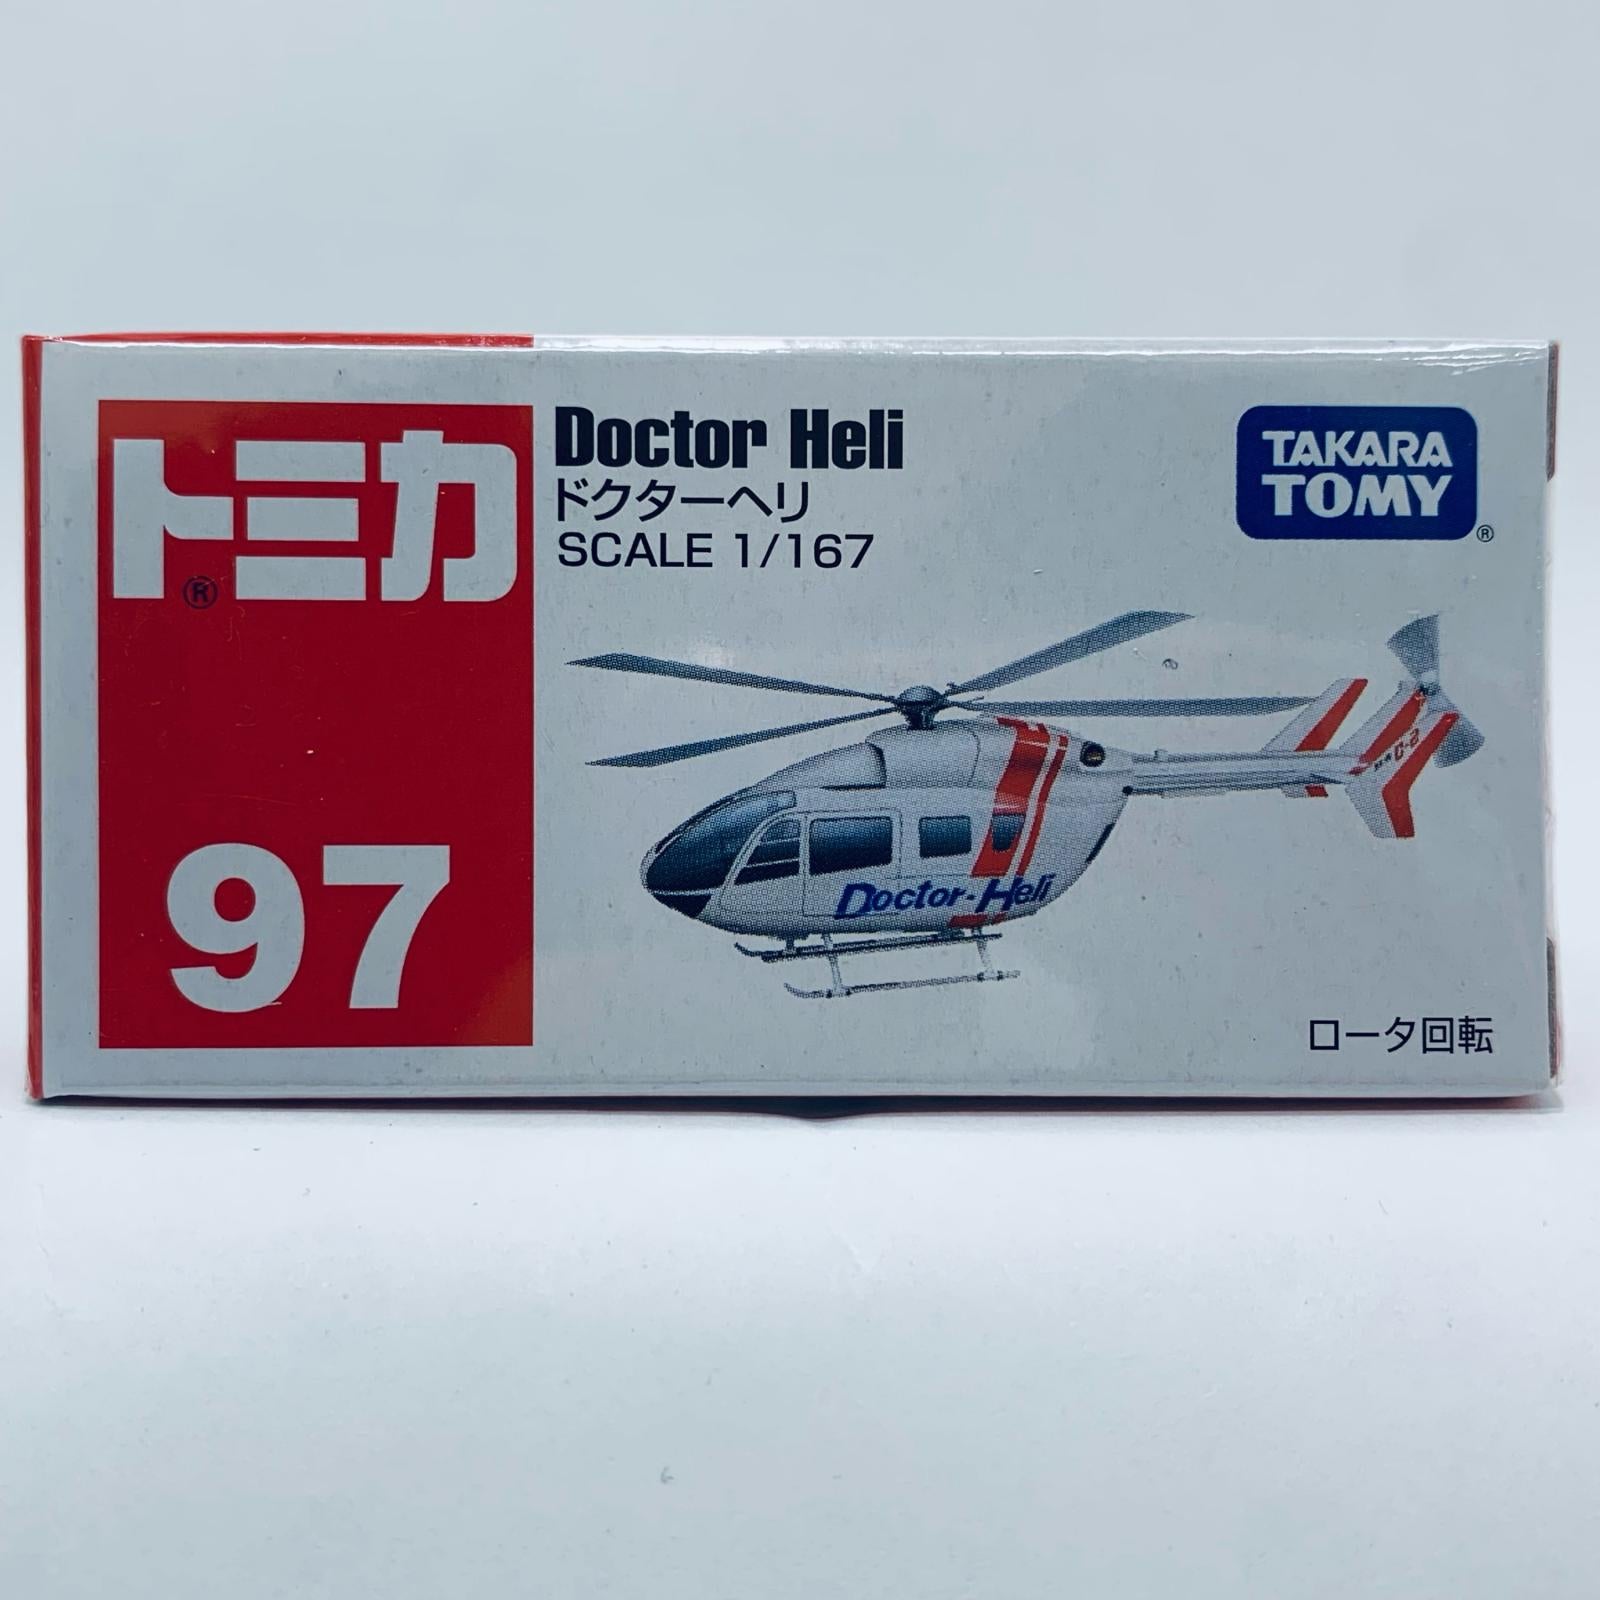 トミカ
®
97
Doctor Heli
ドクターヘリ
SCALE 1/167
TAKARA
TOMY
®
Doctor-Heli
ロータ回転